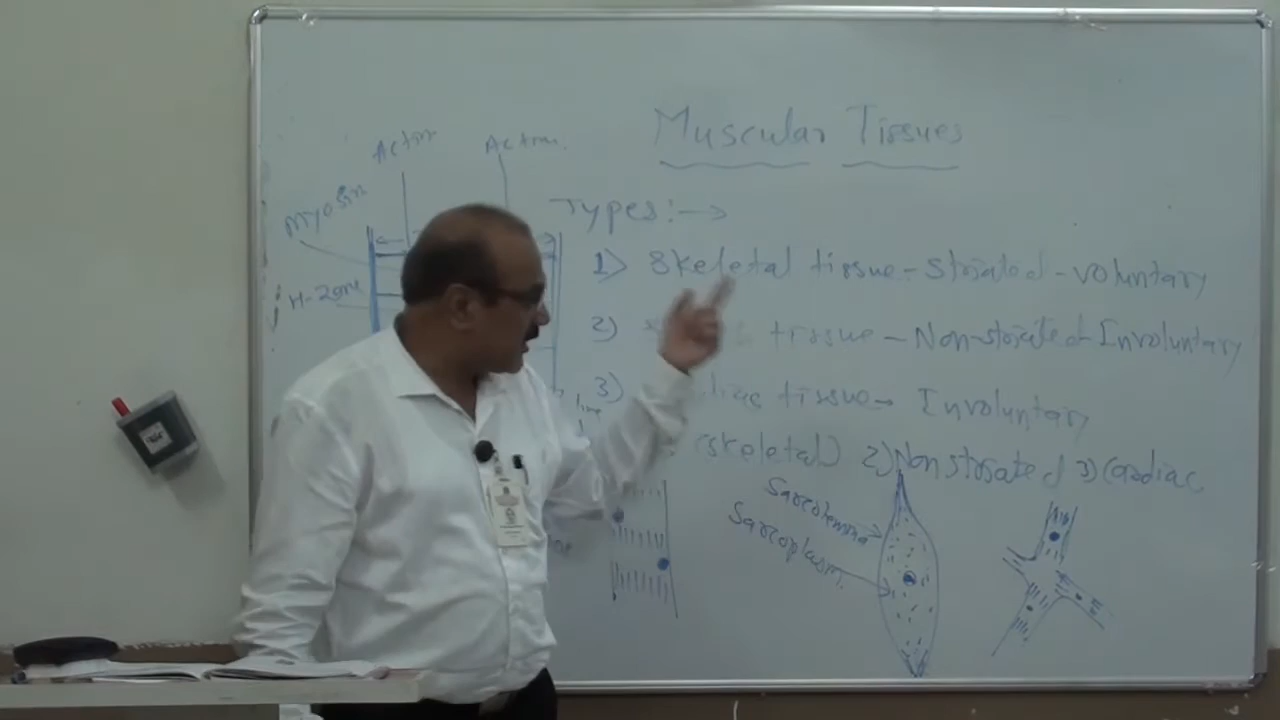 Muscular Tissues
Actin Actin
Myosin
H-Zone
Types:→
1) Skeletal tissue - Striated - Voluntary
2) tissue - Non-striated - Involuntary
3) tissue - Involuntary
(skeletal) 2) Non striated 3) Cardiac
line
Sarcolemma
Sarcoplasm